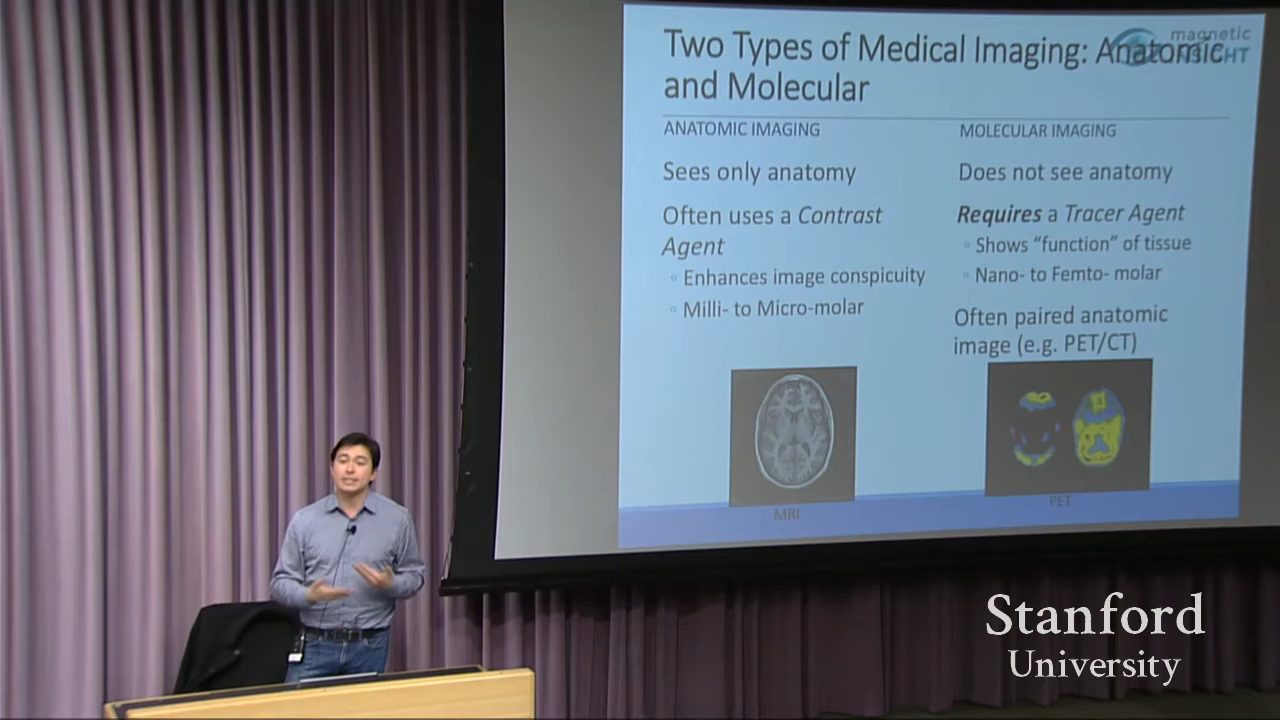 Two Types of Medical Imaging: Anatomic
and Molecular
magnetic
ANATOMIC IMAGING
Sees only anatomy
Often uses a Contrast
Agent
◦ Enhances image conspicuity
◦ Milli- to Micro-molar
MRI
MOLECULAR IMAGING
Does not see anatomy
Requires a Tracer Agent
◦ Shows “function” of tissue
◦ Nano- to Femto- molar
Often paired anatomic
image (e.g. PET/CT)
PET
Stanford
University